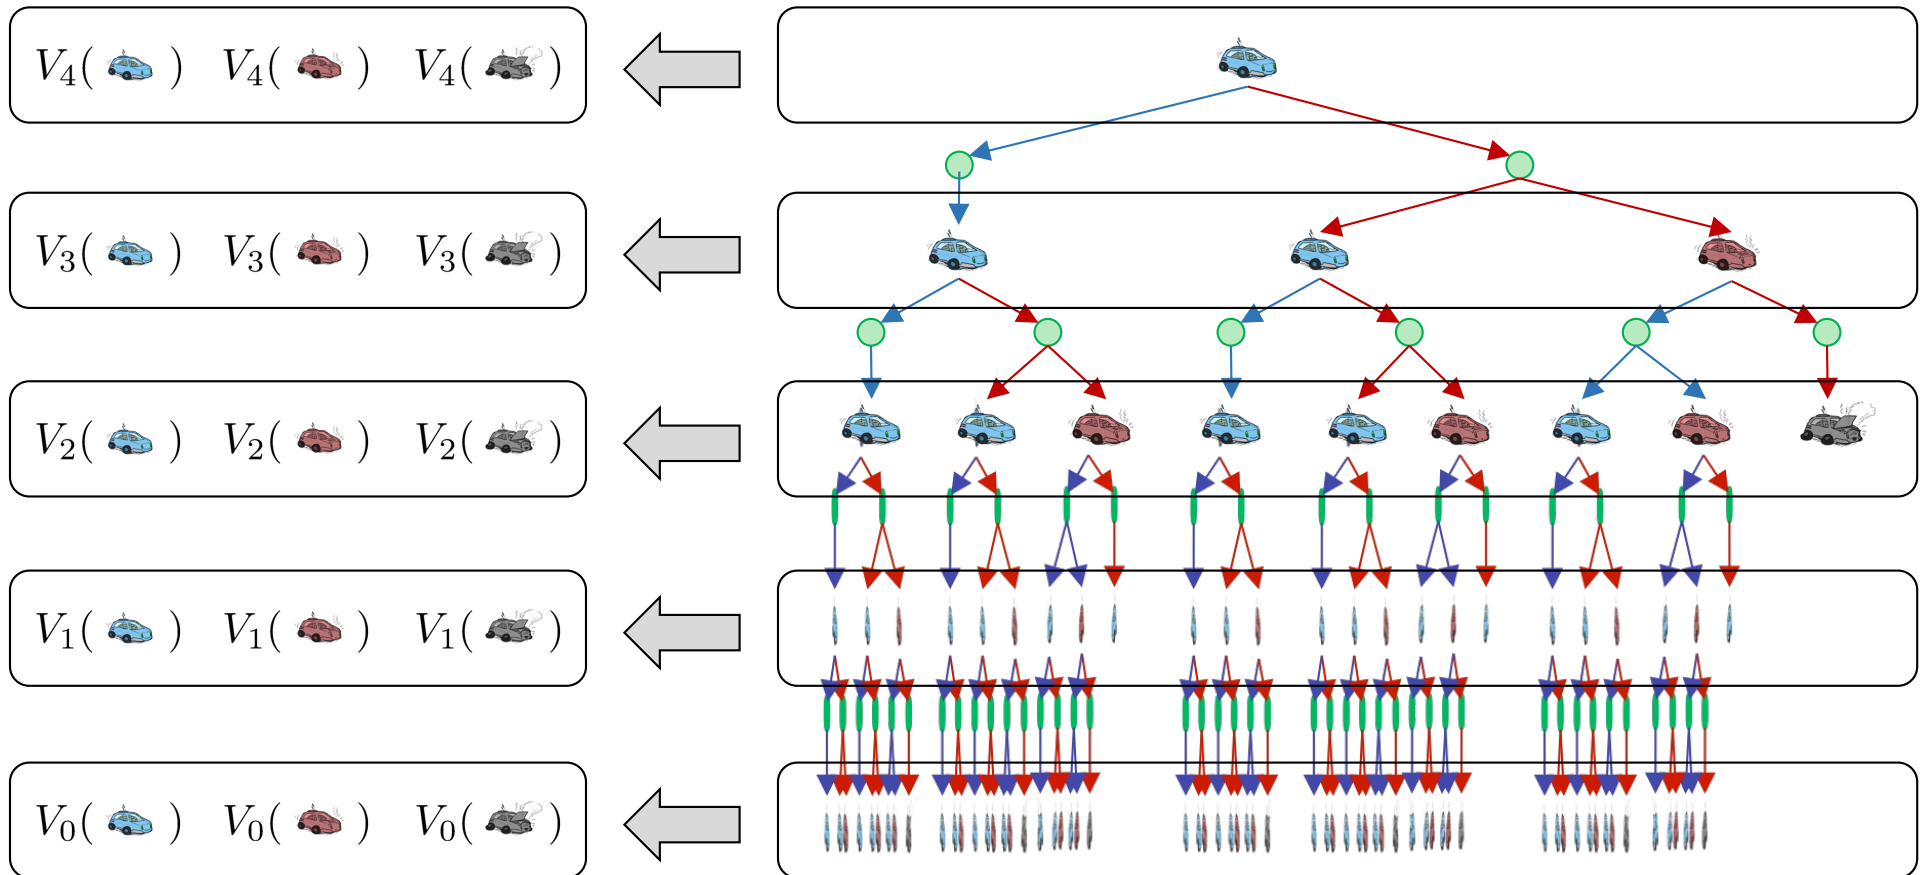 V₄( ) V₄( ) V₄( )
V₃( ) V₃( ) V₃( )
V₂( ) V₂( ) V₂( )
V₁( ) V₁( ) V₁( )
V₀( ) V₀( ) V₀( )